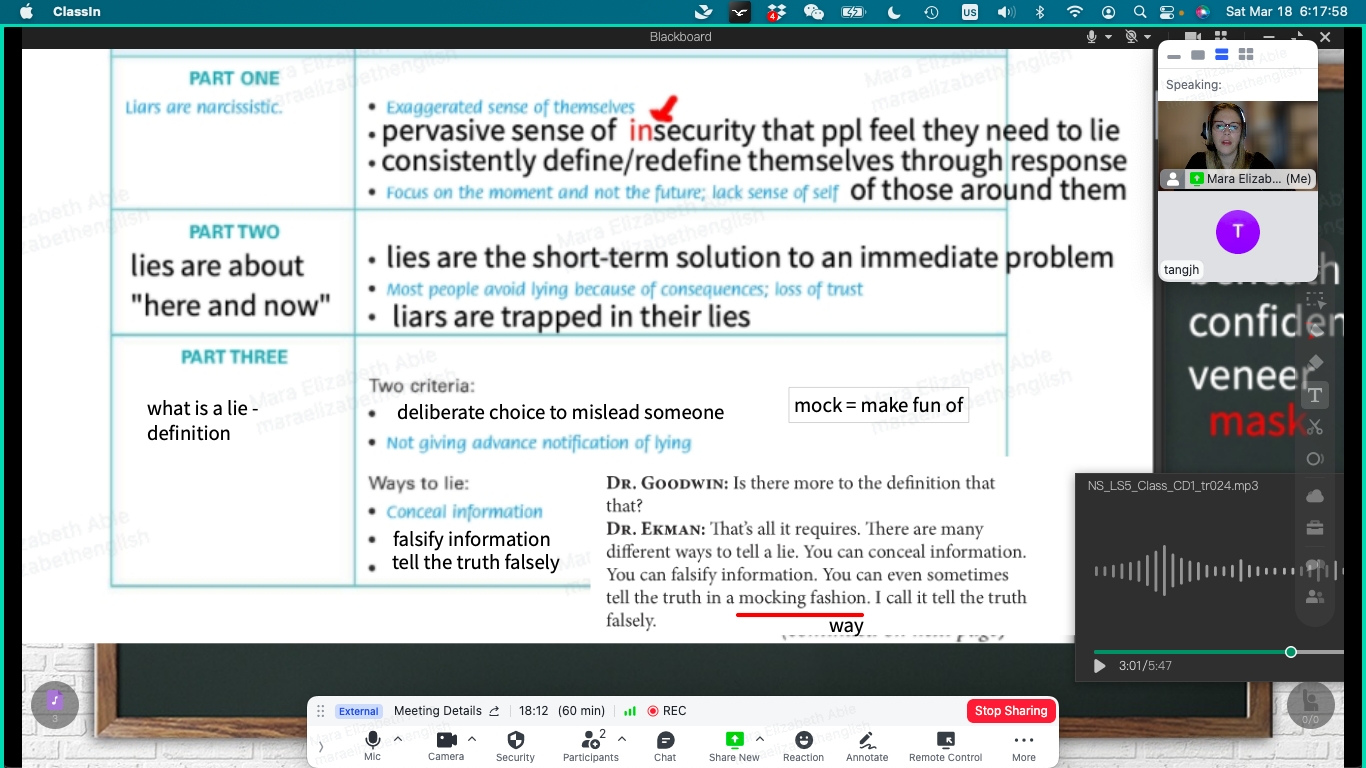 ClassIn
4
US
Sat Mar 18 6:17:58
Blackboard
Speaking:
Mara Elizab... (Me)
T
tangjh
PART ONE
Liars are narcissistic.
• Exaggerated sense of themselves
• pervasive sense of insecurity that ppl feel they need to lie
• consistently define/redefine themselves through response
• Focus on the moment and not the future; lack sense of self of those around them
PART TWO
lies are about
"here and now"
• lies are the short-term solution to an immediate problem
• Most people avoid lying because of consequences; loss of trust
• liars are trapped in their lies
confiden
veneer
mask
PART THREE
what is a lie -
definition
Two criteria:
• deliberate choice to mislead someone
• Not giving advance notification of lying
mock = make fun of
Ways to lie:
• Conceal information
• falsify information
• tell the truth falsely
DR. GOODWIN: Is there more to the definition that
that?
DR. EKMAN: That's all it requires. There are many
different ways to tell a lie. You can conceal information.
You can falsify information. You can even sometimes
tell the truth in a mocking fashion. I call it tell the truth
falsely.
way
NS_LS5_Class_CD1_tr024.mp3
3:01/5:47
3
0/0
External
Meeting Details
18:12 (60 min)
REC
Stop Sharing
Mic
Camera
Security
2
Participants
Chat
Share New
Reaction
Annotate
Remote Control
More
Mara Elizabeth Able
maraelizabethenglish